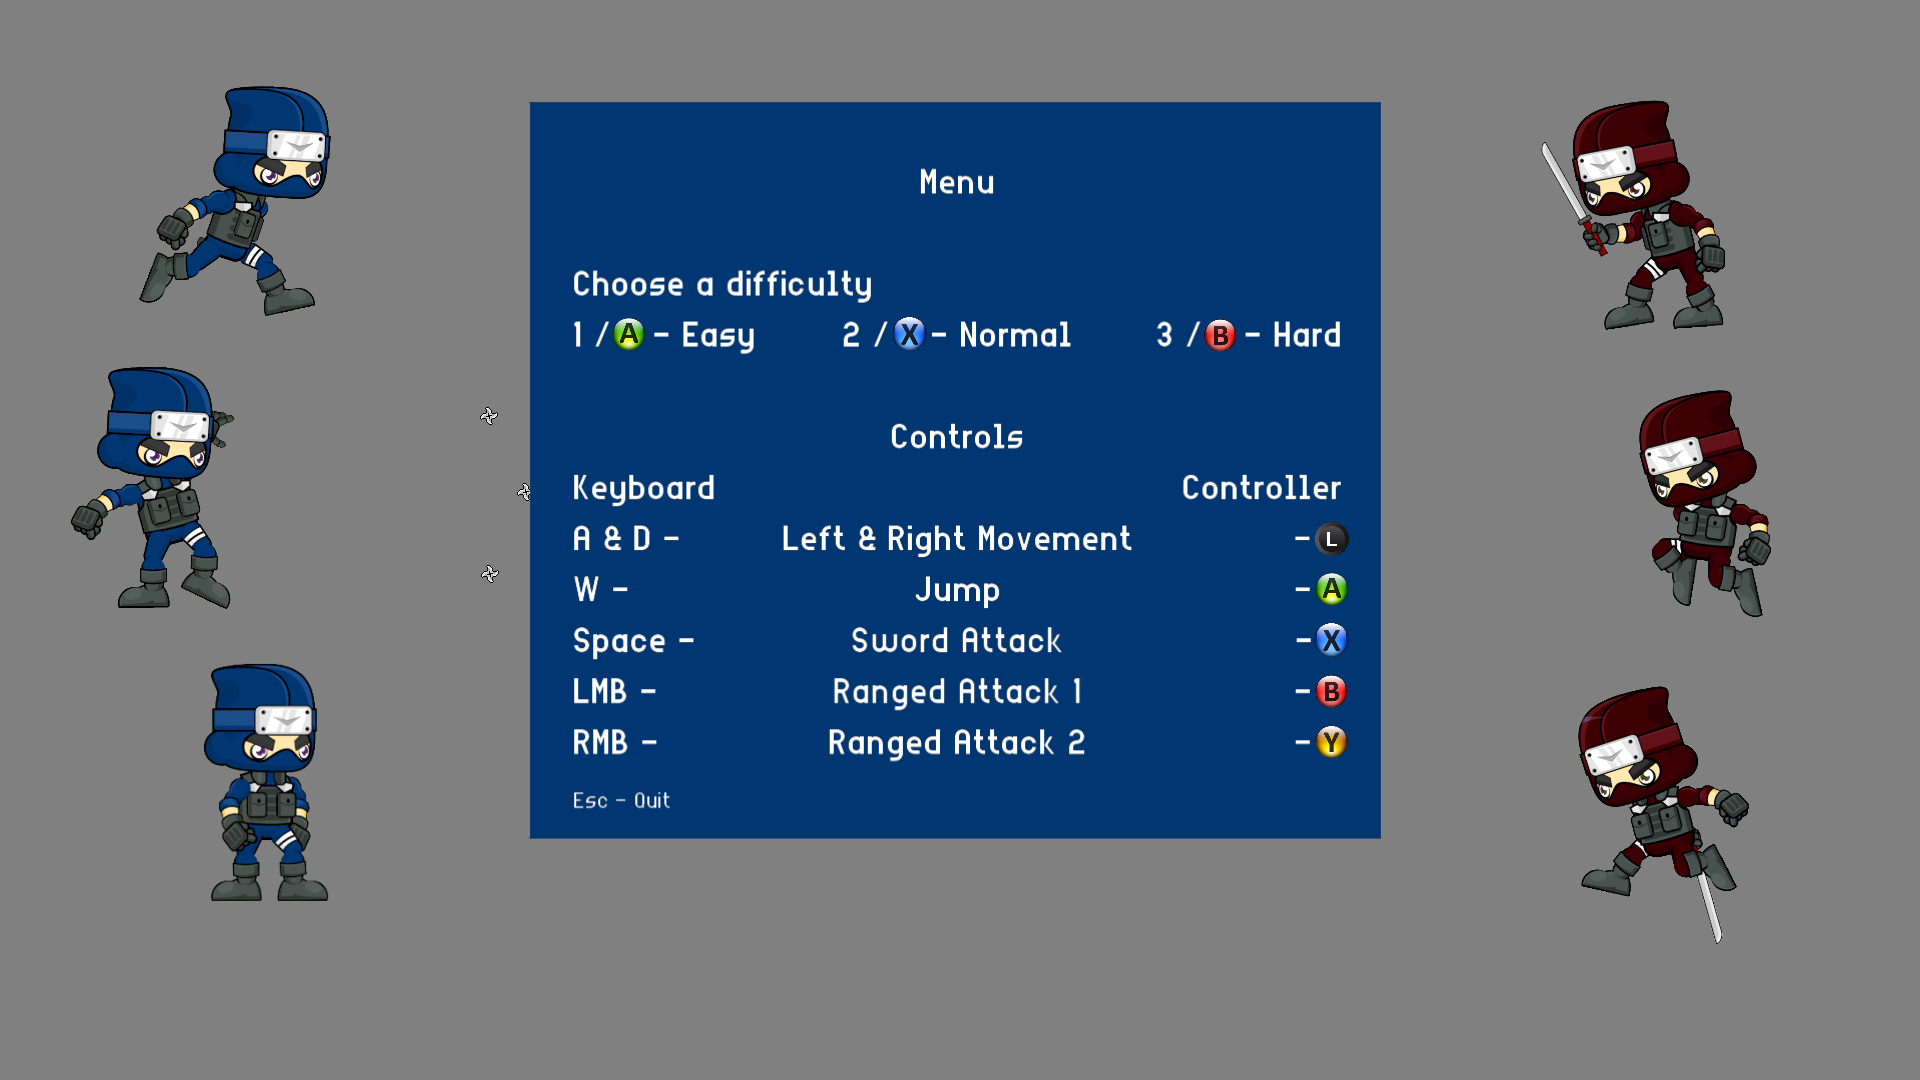 Menu
Choose a difficulty
1 / A - Easy 2 / X - Normal 3 / B - Hard
Controls
Keyboard Controller
A & D - Left & Right Movement - L
W - Jump - A
Space - Sword Attack - X
LMB - Ranged Attack 1 - B
RMB - Ranged Attack 2 - Y
Esc - Quit